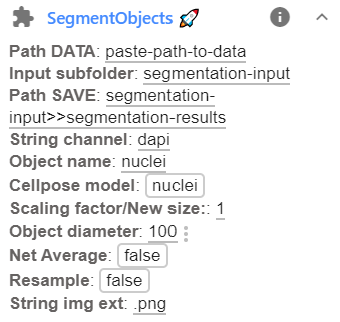 SegmentObjects 🚀
Path DATA: paste-path-to-data
Input subfolder: segmentation-input
Path SAVE: segmentation-
input>>segmentation-results
String channel: dapi
Object name: nuclei
Cellpose model: nuclei
Scaling factor/New size:: 1
Object diameter: 100
Net Average: false
Resample: false
String img ext: .png